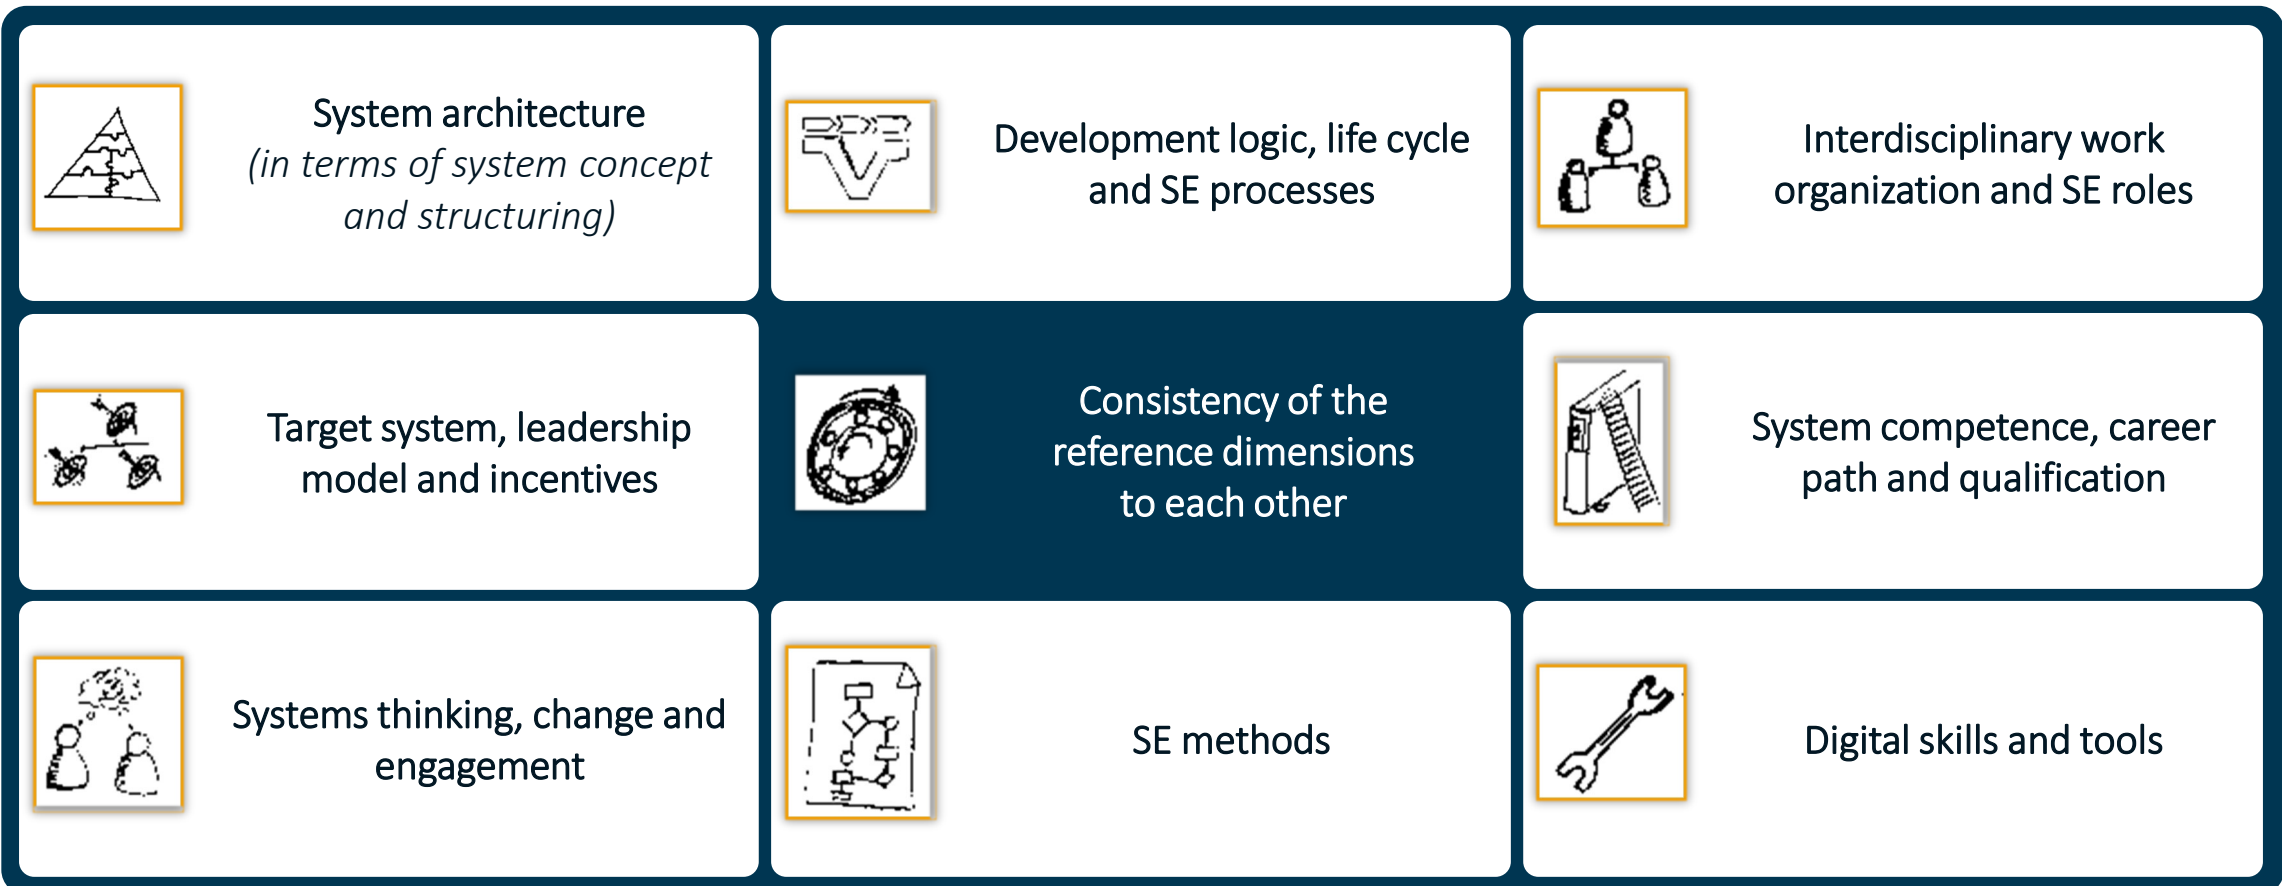 System architecture
(in terms of system concept
and structuring)
Development logic, life cycle
and SE processes
Interdisciplinary work
organization and SE roles
Target system, leadership
model and incentives
Consistency of the
reference dimensions
to each other
System competence, career
path and qualification
Systems thinking, change and
engagement
SE methods
Digital skills and tools